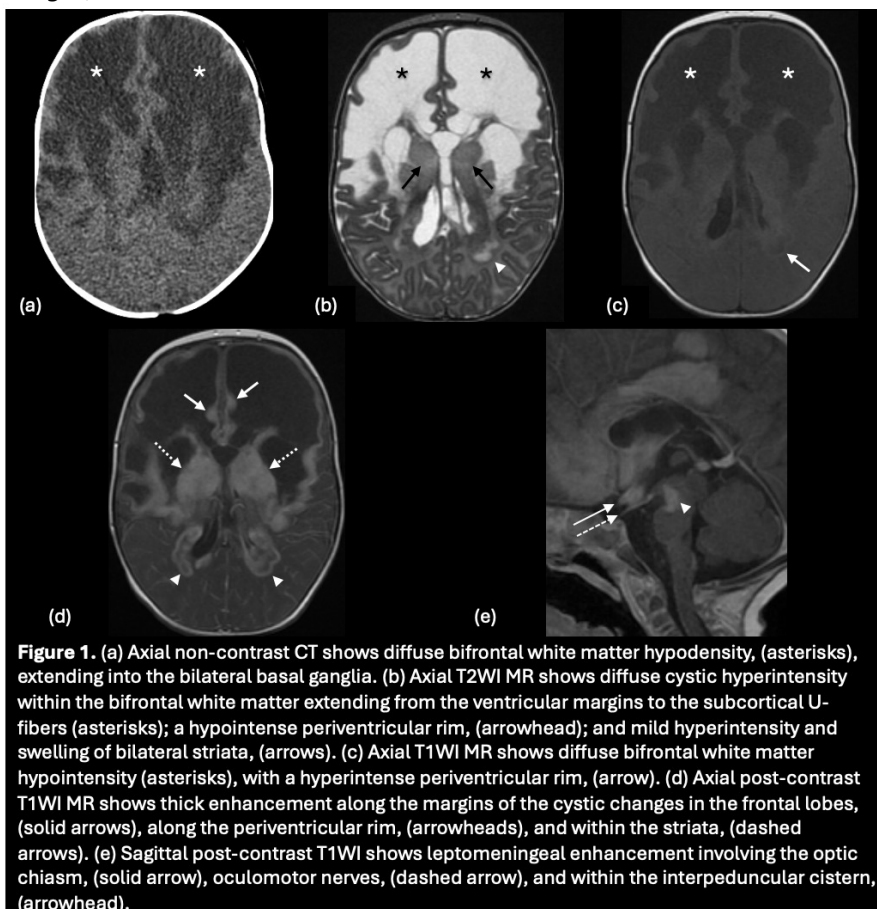 (a)
(b)
(c)
(d)
(e)
Figure 1. (a) Axial non-contrast CT shows diffuse bifrontal white matter hypodensity, (asterisks),
extending into the bilateral basal ganglia. (b) Axial T2WI MR shows diffuse cystic hyperintensity
within the bifrontal white matter extending from the ventricular margins to the subcortical U-
fibers (asterisks); a hypointense periventricular rim, (arrowhead); and mild hyperintensity and
swelling of bilateral striata, (arrows). (c) Axial T1WI MR shows diffuse bifrontal white matter
hypointensity (asterisks), with a hyperintense periventricular rim, (arrow). (d) Axial post-contrast
T1WI MR shows thick enhancement along the margins of the cystic changes in the frontal lobes,
(solid arrows), along the periventricular rim, (arrowheads), and within the striata, (dashed
arrows). (e) Sagittal post-contrast T1WI shows leptomeningeal enhancement involving the optic
chiasm, (solid arrow), oculomotor nerves, (dashed arrow), and within the interpeduncular cistern,
(arrowhead).